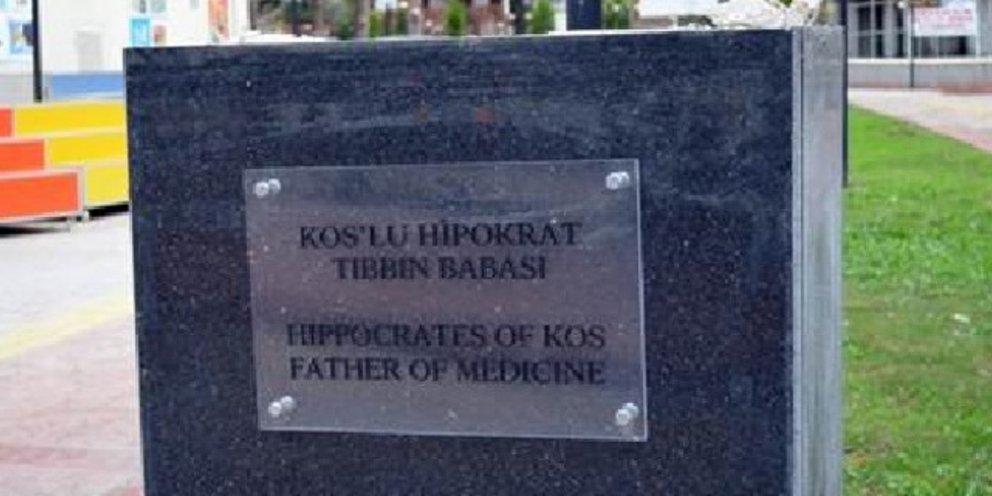 KOS'LU HİPOKRAT
TIBBIN BABASI
HIPPOCRATES OF KOS
FATHER OF MEDICINE